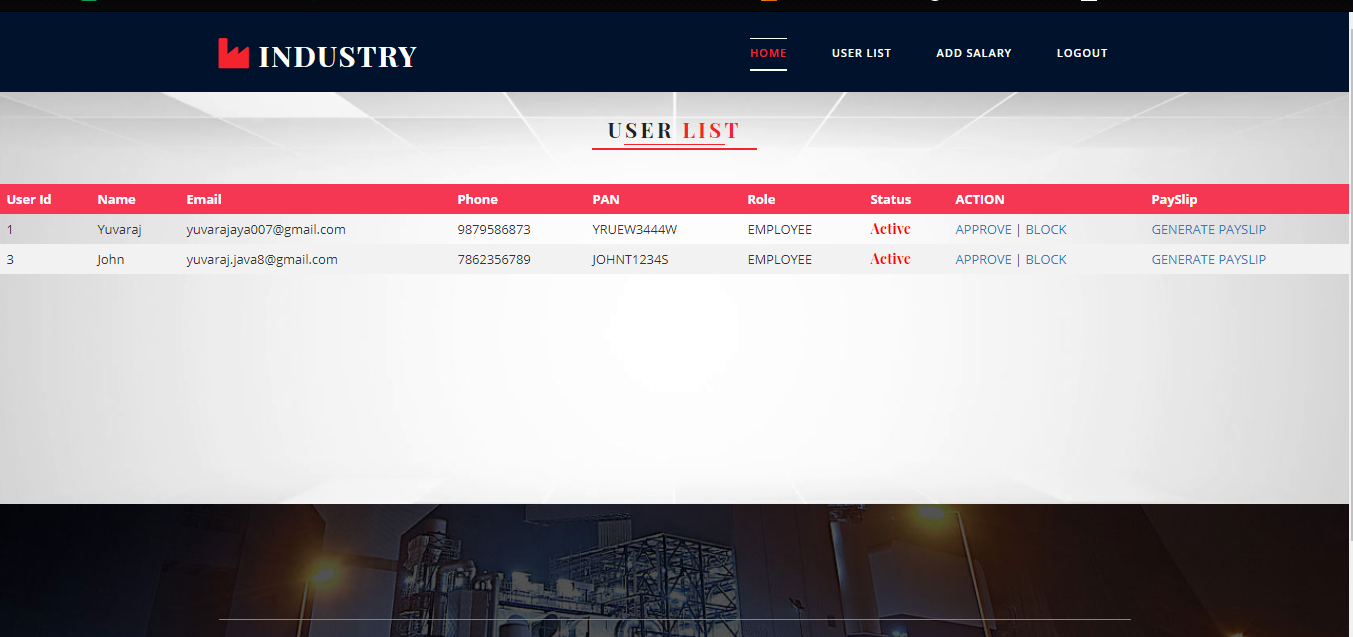 INDUSTRY HOME USER LIST ADD SALARY LOGOUT
USER LIST
User Id Name Email Phone PAN Role Status ACTION PaySlip
1 Yuvaraj yuvarajaya007@gmail.com 9879586873 YRUEW3444W EMPLOYEE Active APPROVE | BLOCK GENERATE PAYSLIP
3 John yuvaraj.java8@gmail.com 7862356789 JOHNT1234S EMPLOYEE Active APPROVE | BLOCK GENERATE PAYSLIP